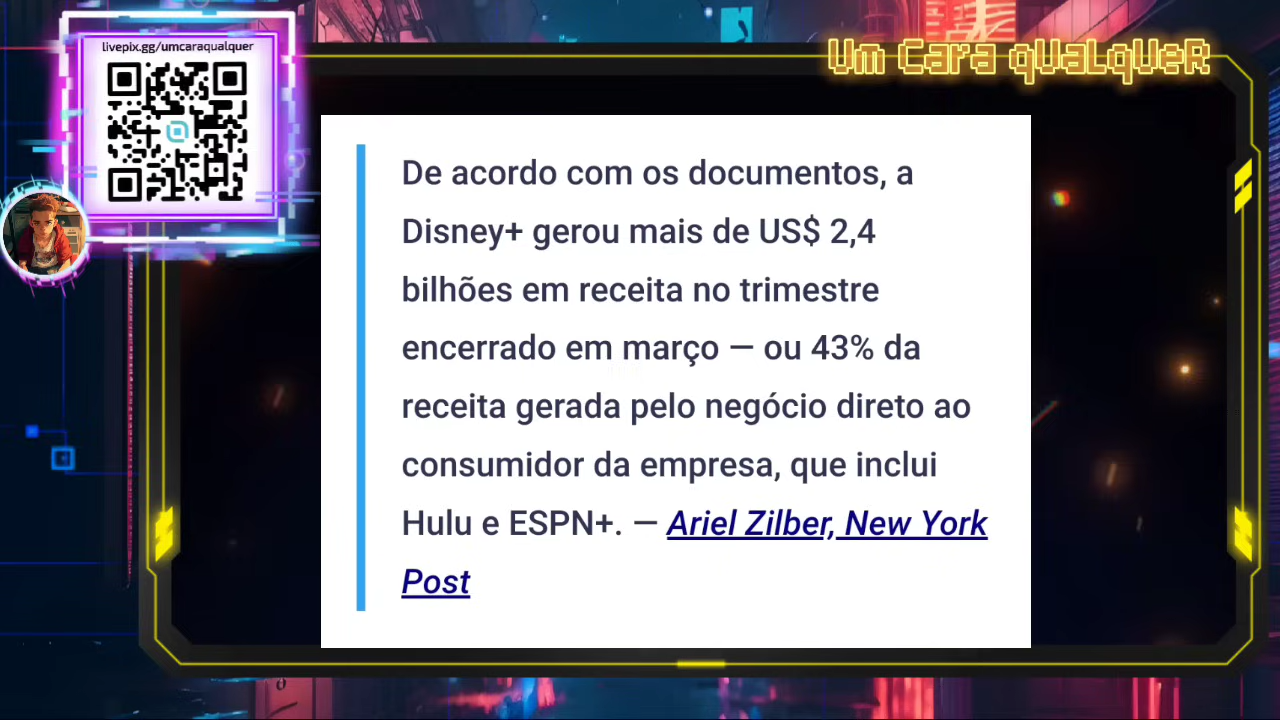 livepix.gg/umcaraqualquer
Um Cara qUaLqUeR
De acordo com os documentos, a
Disney+ gerou mais de US$ 2,4
bilhões em receita no trimestre
encerrado em março — ou 43% da
receita gerada pelo negócio direto ao
consumidor da empresa, que inclui
Hulu e ESPN+. — Ariel Zilber, New York
Post